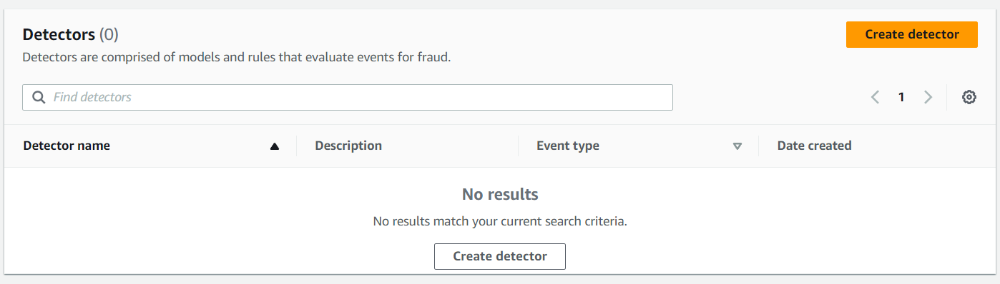 Detectors (0)
Create detector
Detectors are comprised of models and rules that evaluate events for fraud.
Find detectors
1
Detector name
Description
Event type
Date created
No results
No results match your current search criteria.
Create detector